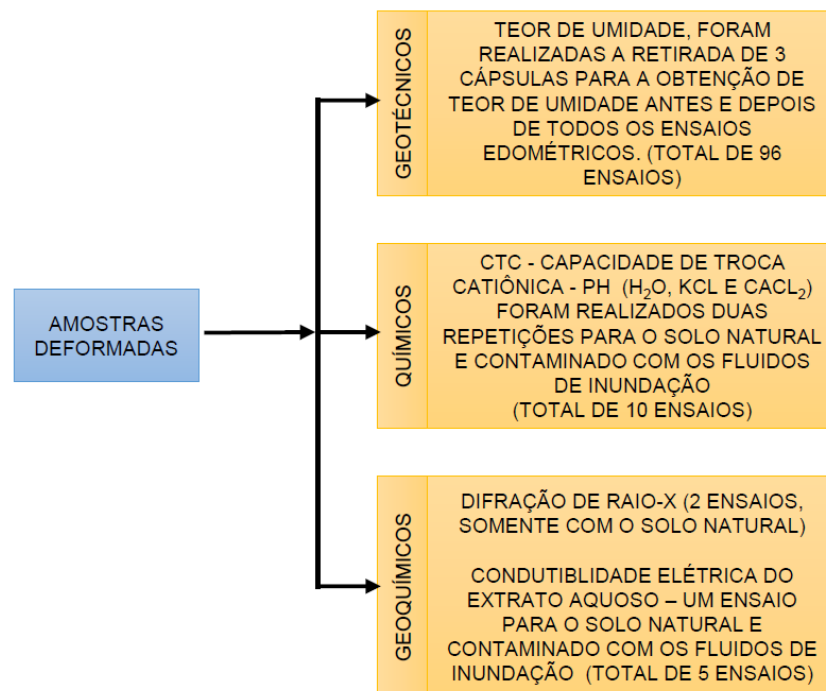 AMOSTRAS
DEFORMADAS
GEOTÉCNICOS
TEOR DE UMIDADE, FORAM
REALIZADAS A RETIRADA DE 3
CÁPSULAS PARA A OBTENÇÃO DE
TEOR DE UMIDADE ANTES E DEPOIS
DE TODOS OS ENSAIOS
EDOMÉTRICOS. (TOTAL DE 96
ENSAIOS)
QUÍMICOS
CTC - CAPACIDADE DE TROCA
CATIÔNICA - PH (H₂O, KCL E CACL₂)
FORAM REALIZADOS DUAS
REPETIÇÕES PARA O SOLO NATURAL
E CONTAMINADO COM OS FLUIDOS
DE INUNDAÇÃO
(TOTAL DE 10 ENSAIOS)
GEOQUÍMICOS
DIFRAÇÃO DE RAIO-X (2 ENSAIOS,
SOMENTE COM O SOLO NATURAL)
CONDUTIBLIDADE ELÉTRICA DO
EXTRATO AQUOSO – UM ENSAIO
PARA O SOLO NATURAL E
CONTAMINADO COM OS FLUIDOS DE
INUNDAÇÃO (TOTAL DE 5 ENSAIOS)